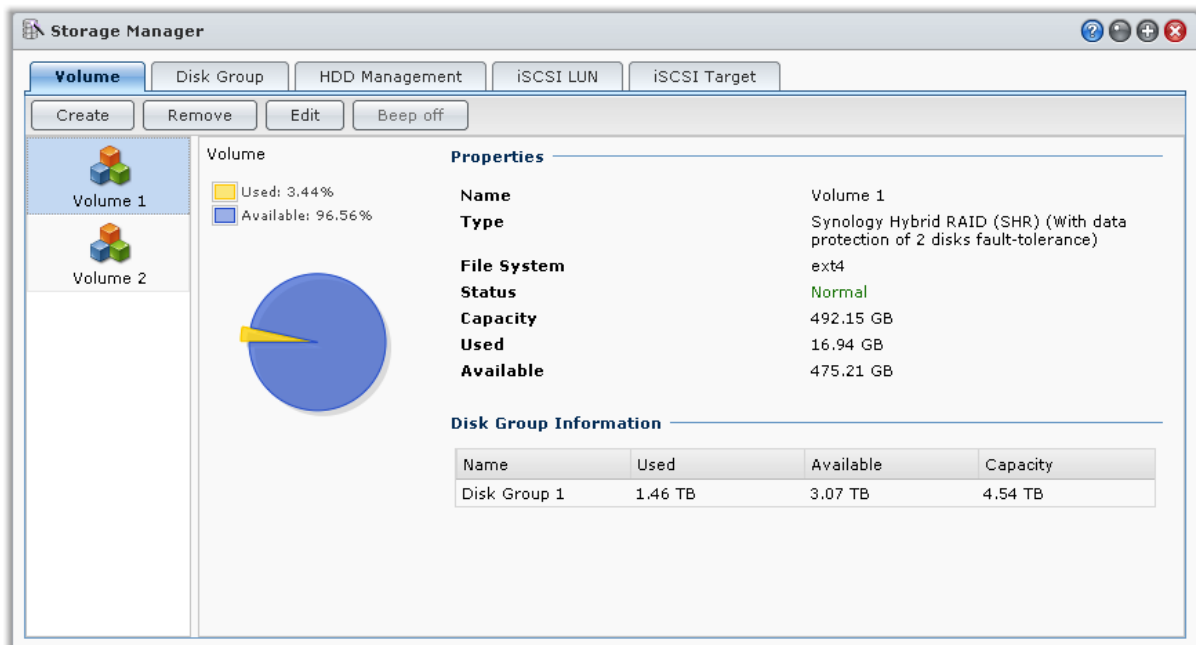 Storage Manager
Volume Disk Group HDD Management iSCSI LUN iSCSI Target
Create Remove Edit Beep off
Volume 1
Volume 2
Volume
Used: 3.44%
Available: 96.56%
Properties
Name Volume 1
Type Synology Hybrid RAID (SHR) (With data
protection of 2 disks fault-tolerance)
File System ext4
Status Normal
Capacity 492.15 GB
Used 16.94 GB
Available 475.21 GB
Disk Group Information
Name Used Available Capacity
Disk Group 1 1.46 TB 3.07 TB 4.54 TB